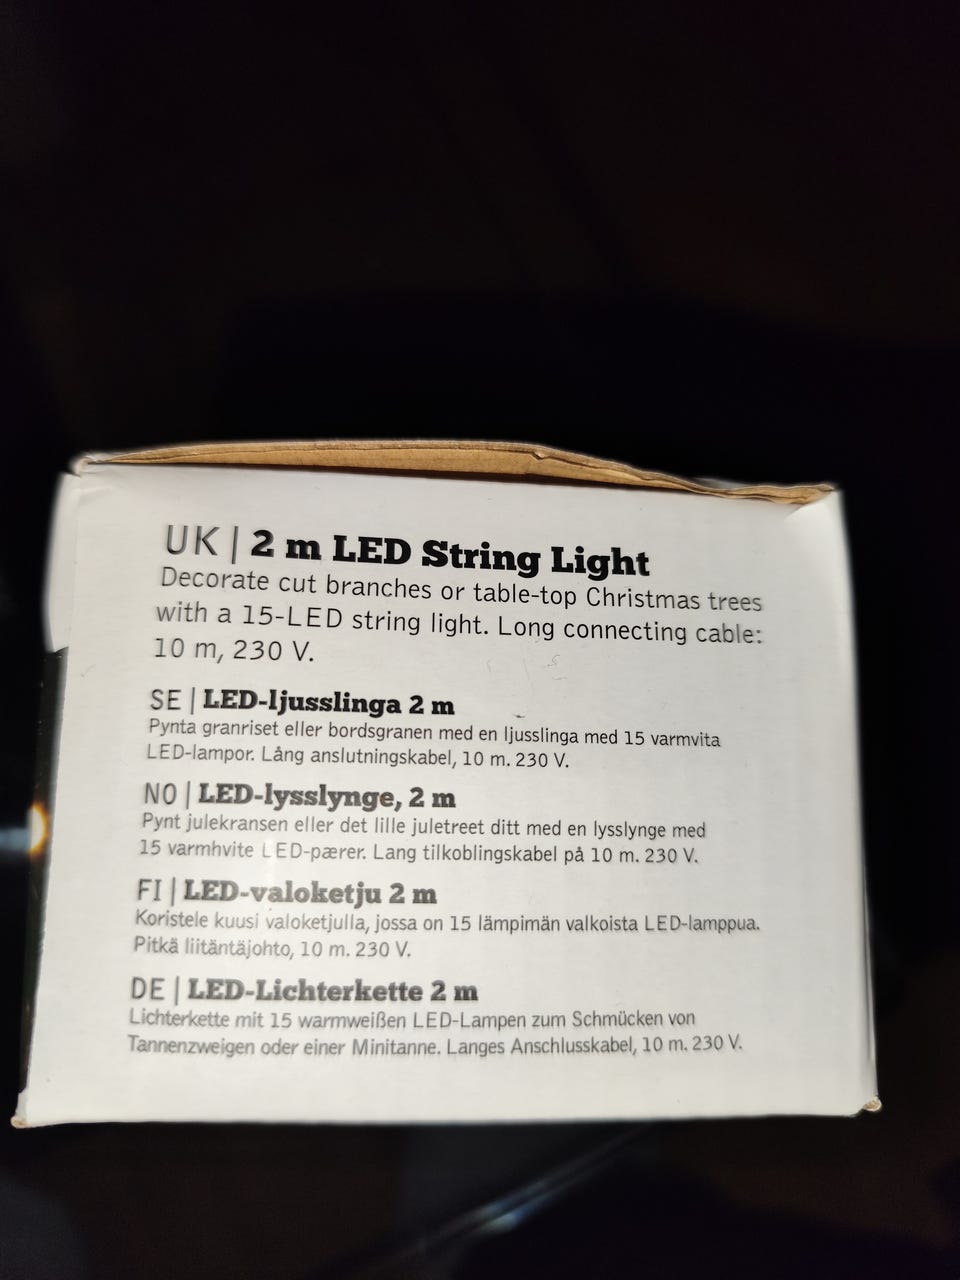 UK | 2 m LED String Light
Decorate cut branches or table-top Christmas trees
with a 15-LED string light. Long connecting cable:
10 m, 230 V.
SE | LED-ljusslinga 2 m
Pynta granriset eller bordsgranen med en ljusslinga med 15 varmvita
LED-lampor. Lång anslutningskabel, 10 m. 230 V.
NO | LED-lysslynge, 2 m
Pynt julekransen eller det lille juletreet ditt med en lysslynge med
15 varmhvite LED-pærer. Lang tilkoblingskabel på 10 m. 230 V.
FI | LED-valoketju 2 m
Koristele kuusi valoketjulla, jossa on 15 lämpimän valkoista LED-lamppua.
Pitkä liitäntäjohto, 10 m. 230 V.
DE | LED-Lichterkette 2 m
Lichterkette mit 15 warmweißen LED-Lampen zum Schmücken von
Tannenzweigen oder einer Minitanne. Langes Anschlusskabel, 10 m. 230 V.